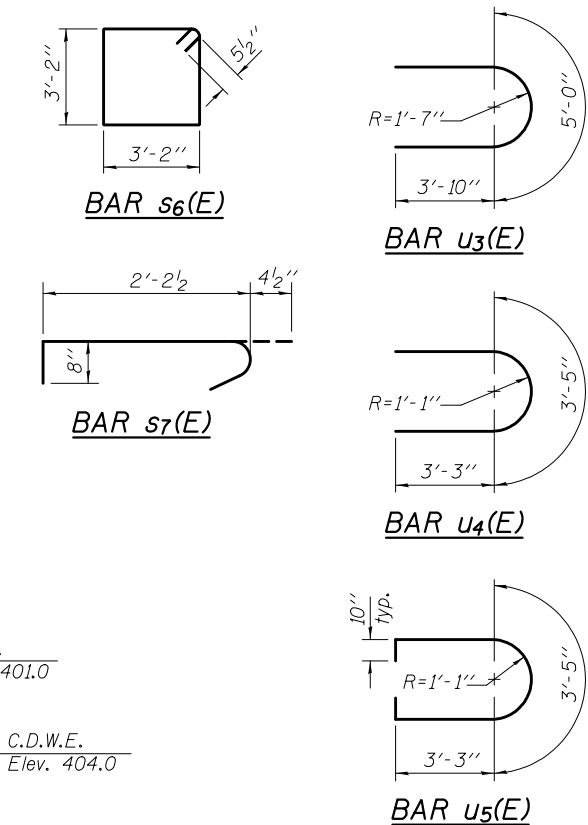 3'-2"
5½"
3'-2"
BAR s6(E)
2'-2½
4½"
8"
BAR s7(E)
401.0
C.D.W.E.
Elev. 404.0
R=1'-7"
5'-0"
3'-10"
BAR u3(E)
R=1'-1"
3'-5"
3'-3"
BAR u4(E)
10"
typ.
R=1'-1"
3'-5"
3'-3"
BAR u5(E)